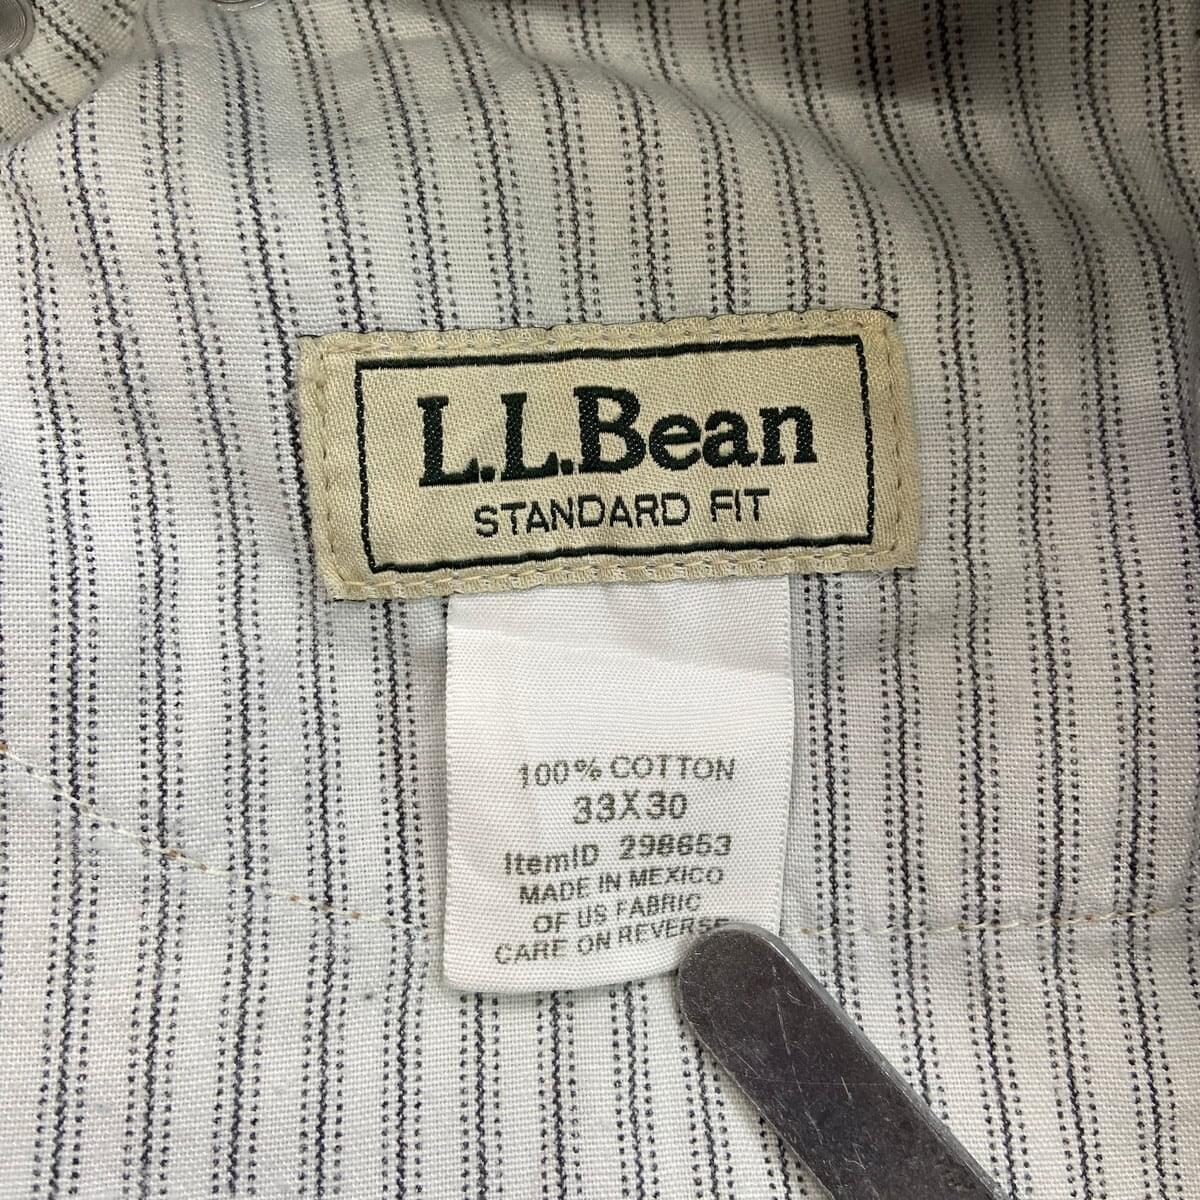 L.L.Bean
STANDARD FIT
100% COTTON
33X30
ItemID 298653
MADE IN MEXICO
OF US FABRIC
CARE ON REVERSE